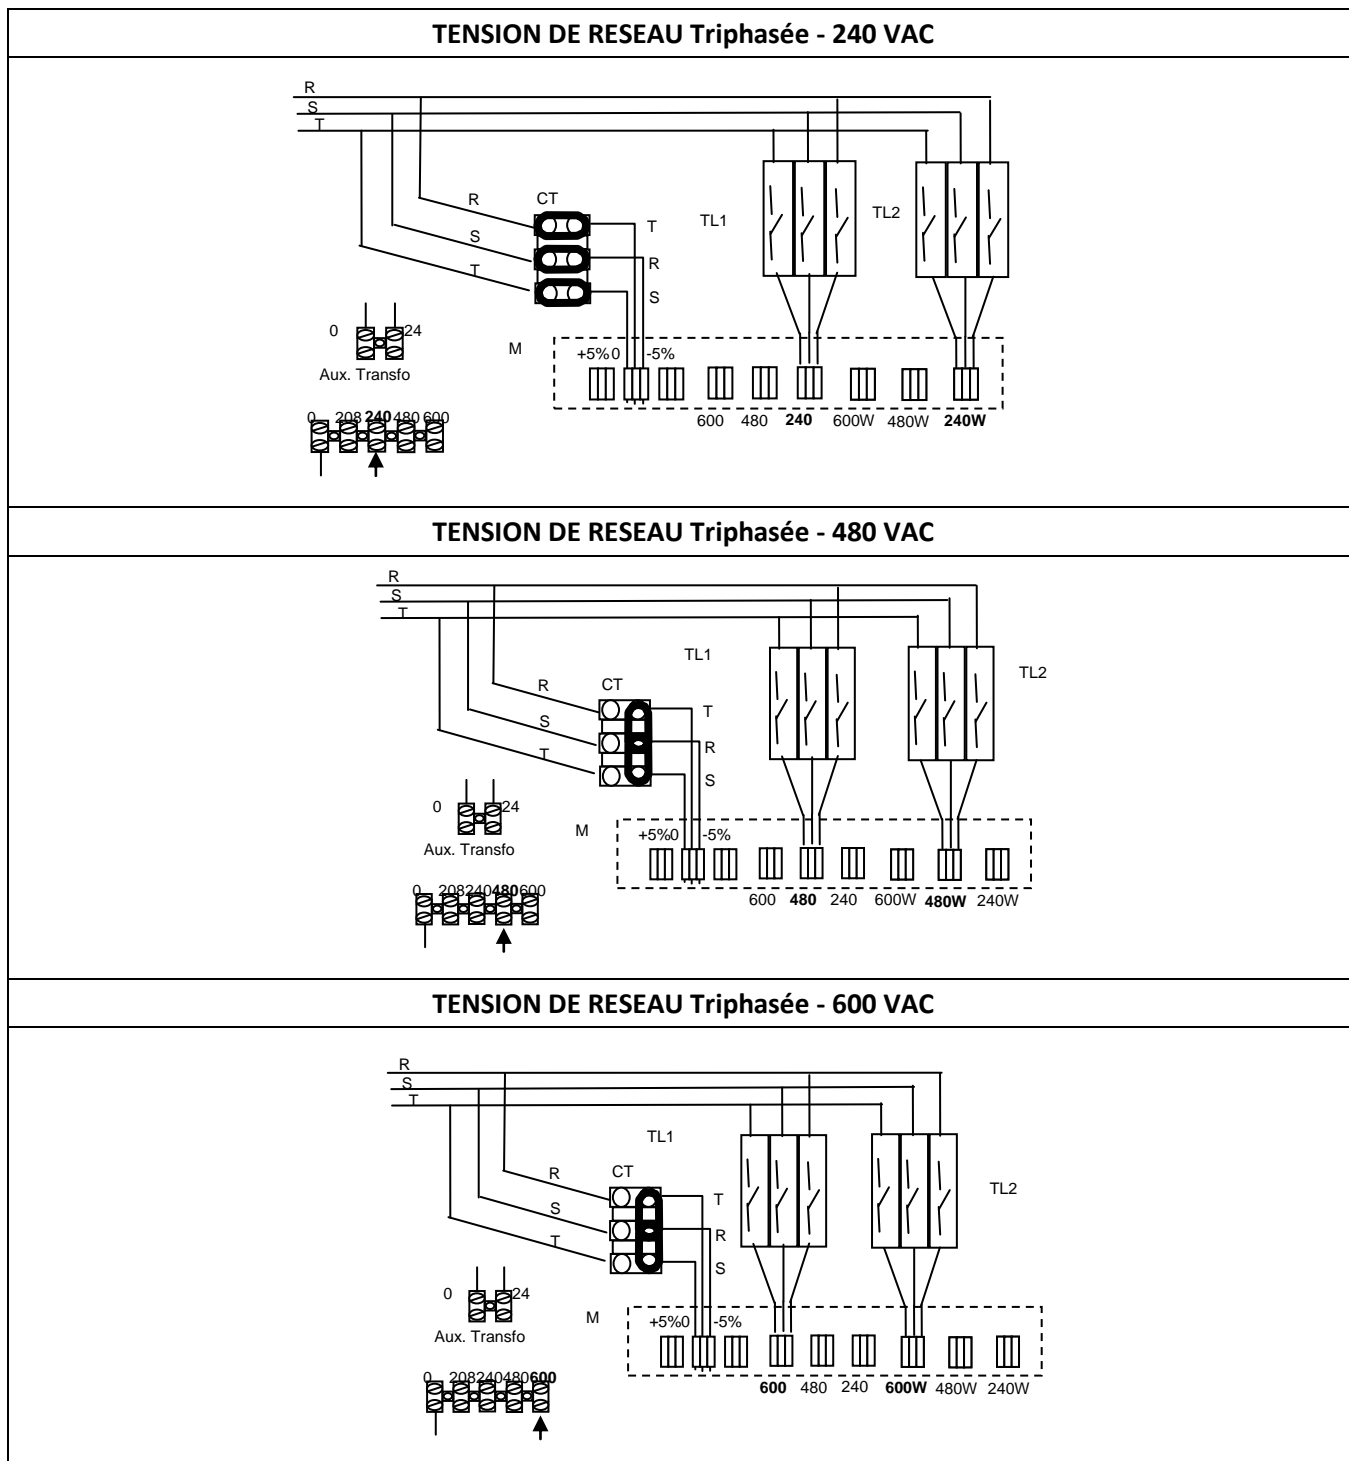 TENSION DE RESEAU Triphasée - 240 VAC
R
S
T
R CT
TL1 TL2
S T
T R
S
0 24
M
+5% 0 -5%
Aux. Transfo
0 208 240 480 600
600 480 240 600W 480W 240W
TENSION DE RESEAU Triphasée - 480 VAC
R
S
T
TL1
TL2
R CT
T
S
R
T
S
0 24
M
+5% 0 -5%
Aux. Transfo
0 208 240 480 600
600 480 240 600W 480W 240W
TENSION DE RESEAU Triphasée - 600 VAC
R
S
T
TL1
R CT
TL2
T
S
R
T
S
0 24
M
+5% 0 -5%
Aux. Transfo
0 208 240 480 600
600 480 240 600W 480W 240W